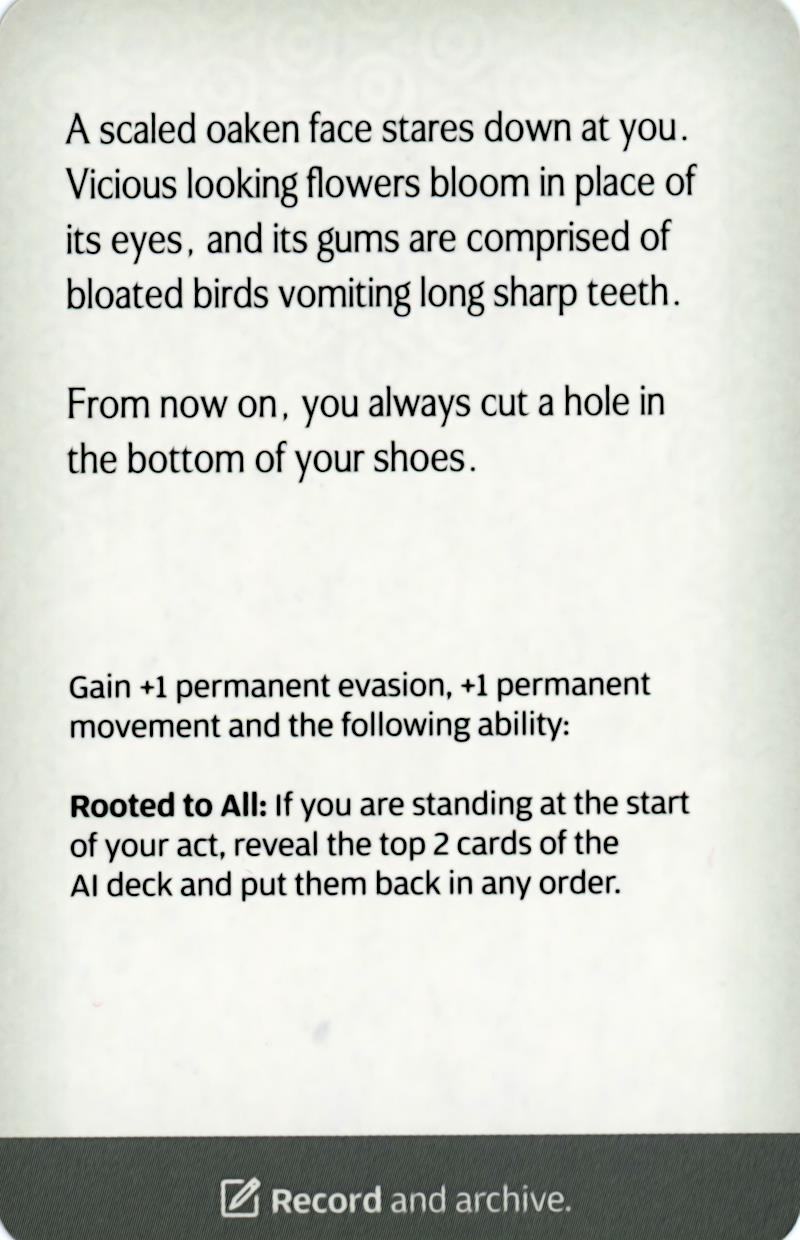 A scaled oaken face stares down at you.
Vicious looking flowers bloom in place of
its eyes, and its gums are comprised of
bloated birds vomiting long sharp teeth.
From now on, you always cut a hole in
the bottom of your shoes.
Gain +1 permanent evasion, +1 permanent
movement and the following ability:
Rooted to All: If you are standing at the start
of your act, reveal the top 2 cards of the
AI deck and put them back in any order.
Record and archive.